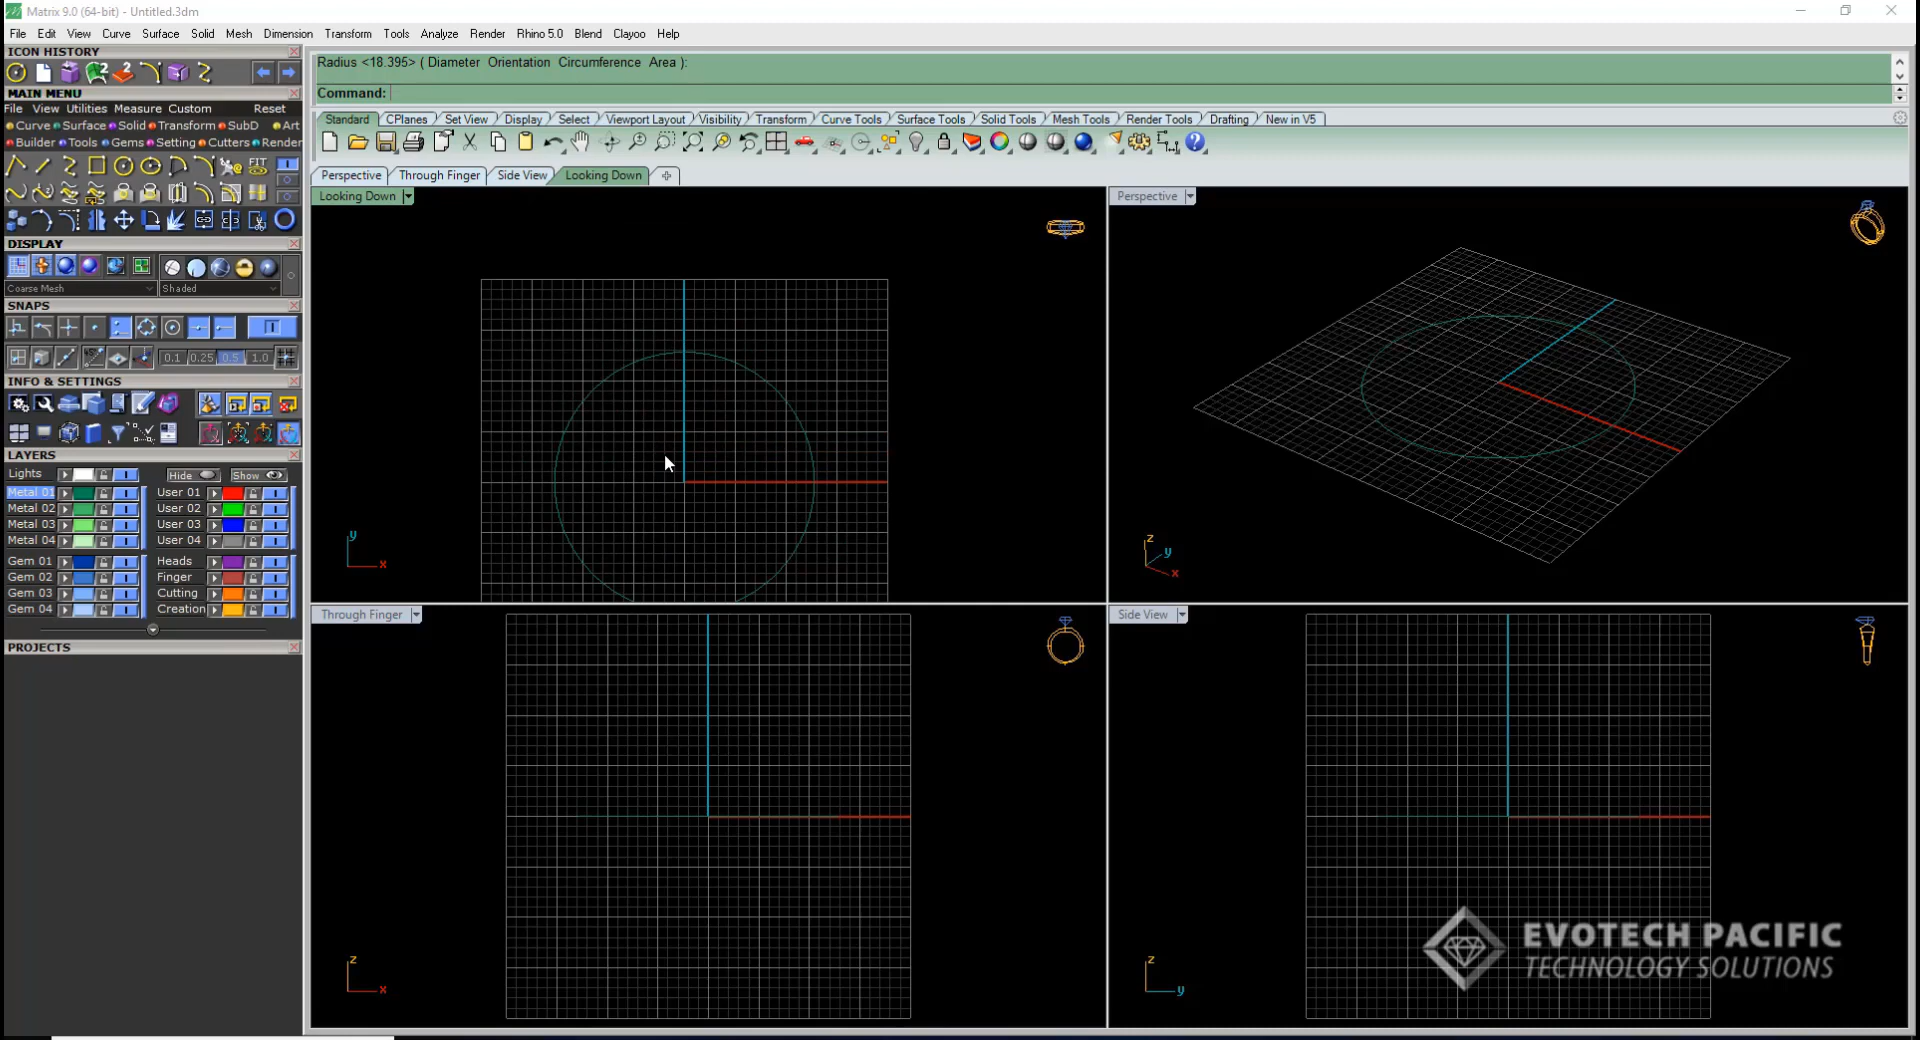 Matrix 9.0 (64-bit) - Untitled.3dm
File Edit View Curve Surface Solid Mesh Dimension Transform Tools Analyze Render Rhino 5.0 Blend Clayoo Help
ICON HISTORY
MAIN MENU
File View Utilities Measure Custom Reset
Curve Surface Solid Transform SubD Art
Builder Tools Gems Setting Cutters Render
FIT
DISPLAY
Coarse Mesh Shaded
SNAPS
0.1 0.25 0.5 1.0
INFO & SETTINGS
LAYERS
Lights Hide Show
Metal 01 User 01
Metal 02 User 02
Metal 03 User 03
Metal 04 User 04
Gem 01 Heads
Gem 02 Finger
Gem 03 Cutting
Gem 04 Creation
PROJECTS
Radius <18.395> ( Diameter Orientation Circumference Area ):
Command:
Standard CPlanes Set View Display Select Viewport Layout Visibility Transform Curve Tools Surface Tools Solid Tools Mesh Tools Render Tools Drafting New in V5
Perspective Through Finger Side View Looking Down
Looking Down
y
x
Perspective
z
y
x
Through Finger
z
x
Side View
z
y
EVOTECH PACIFIC
TECHNOLOGY SOLUTIONS